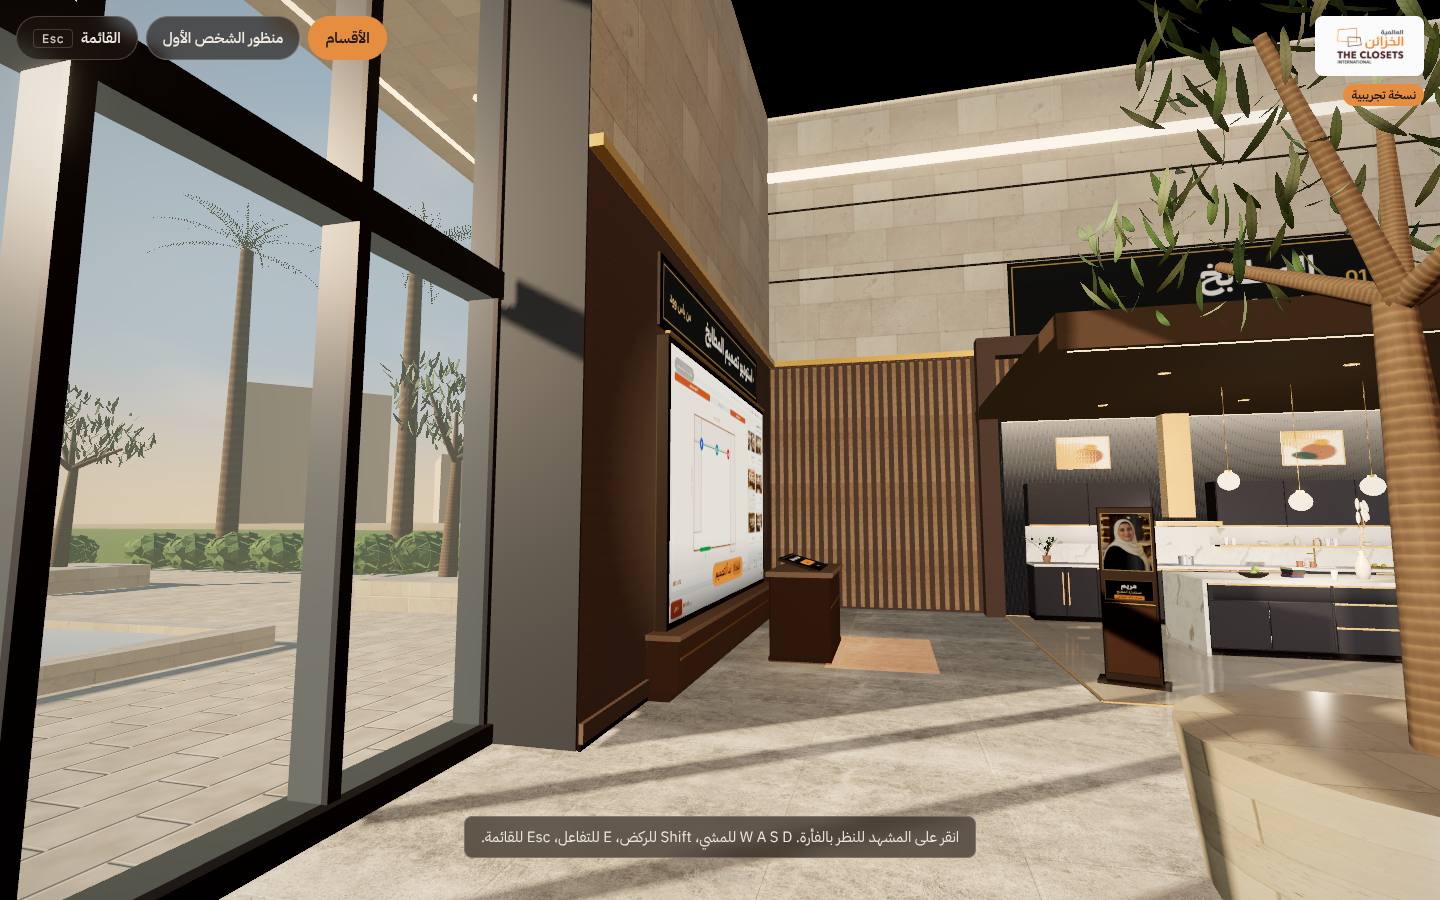 القائمة Esc
منظور الشخص الأول
الأقسام
العالمية
الخزائن
THE CLOSETS
INTERNATIONAL
نسخة تجريبية
01
استوديو تصميم المطابخ
مريم
انقر على المشهد للنظر بالفأرة. W A S D للمشي، Shift للركض، E للتفاعل، Esc للقائمة.